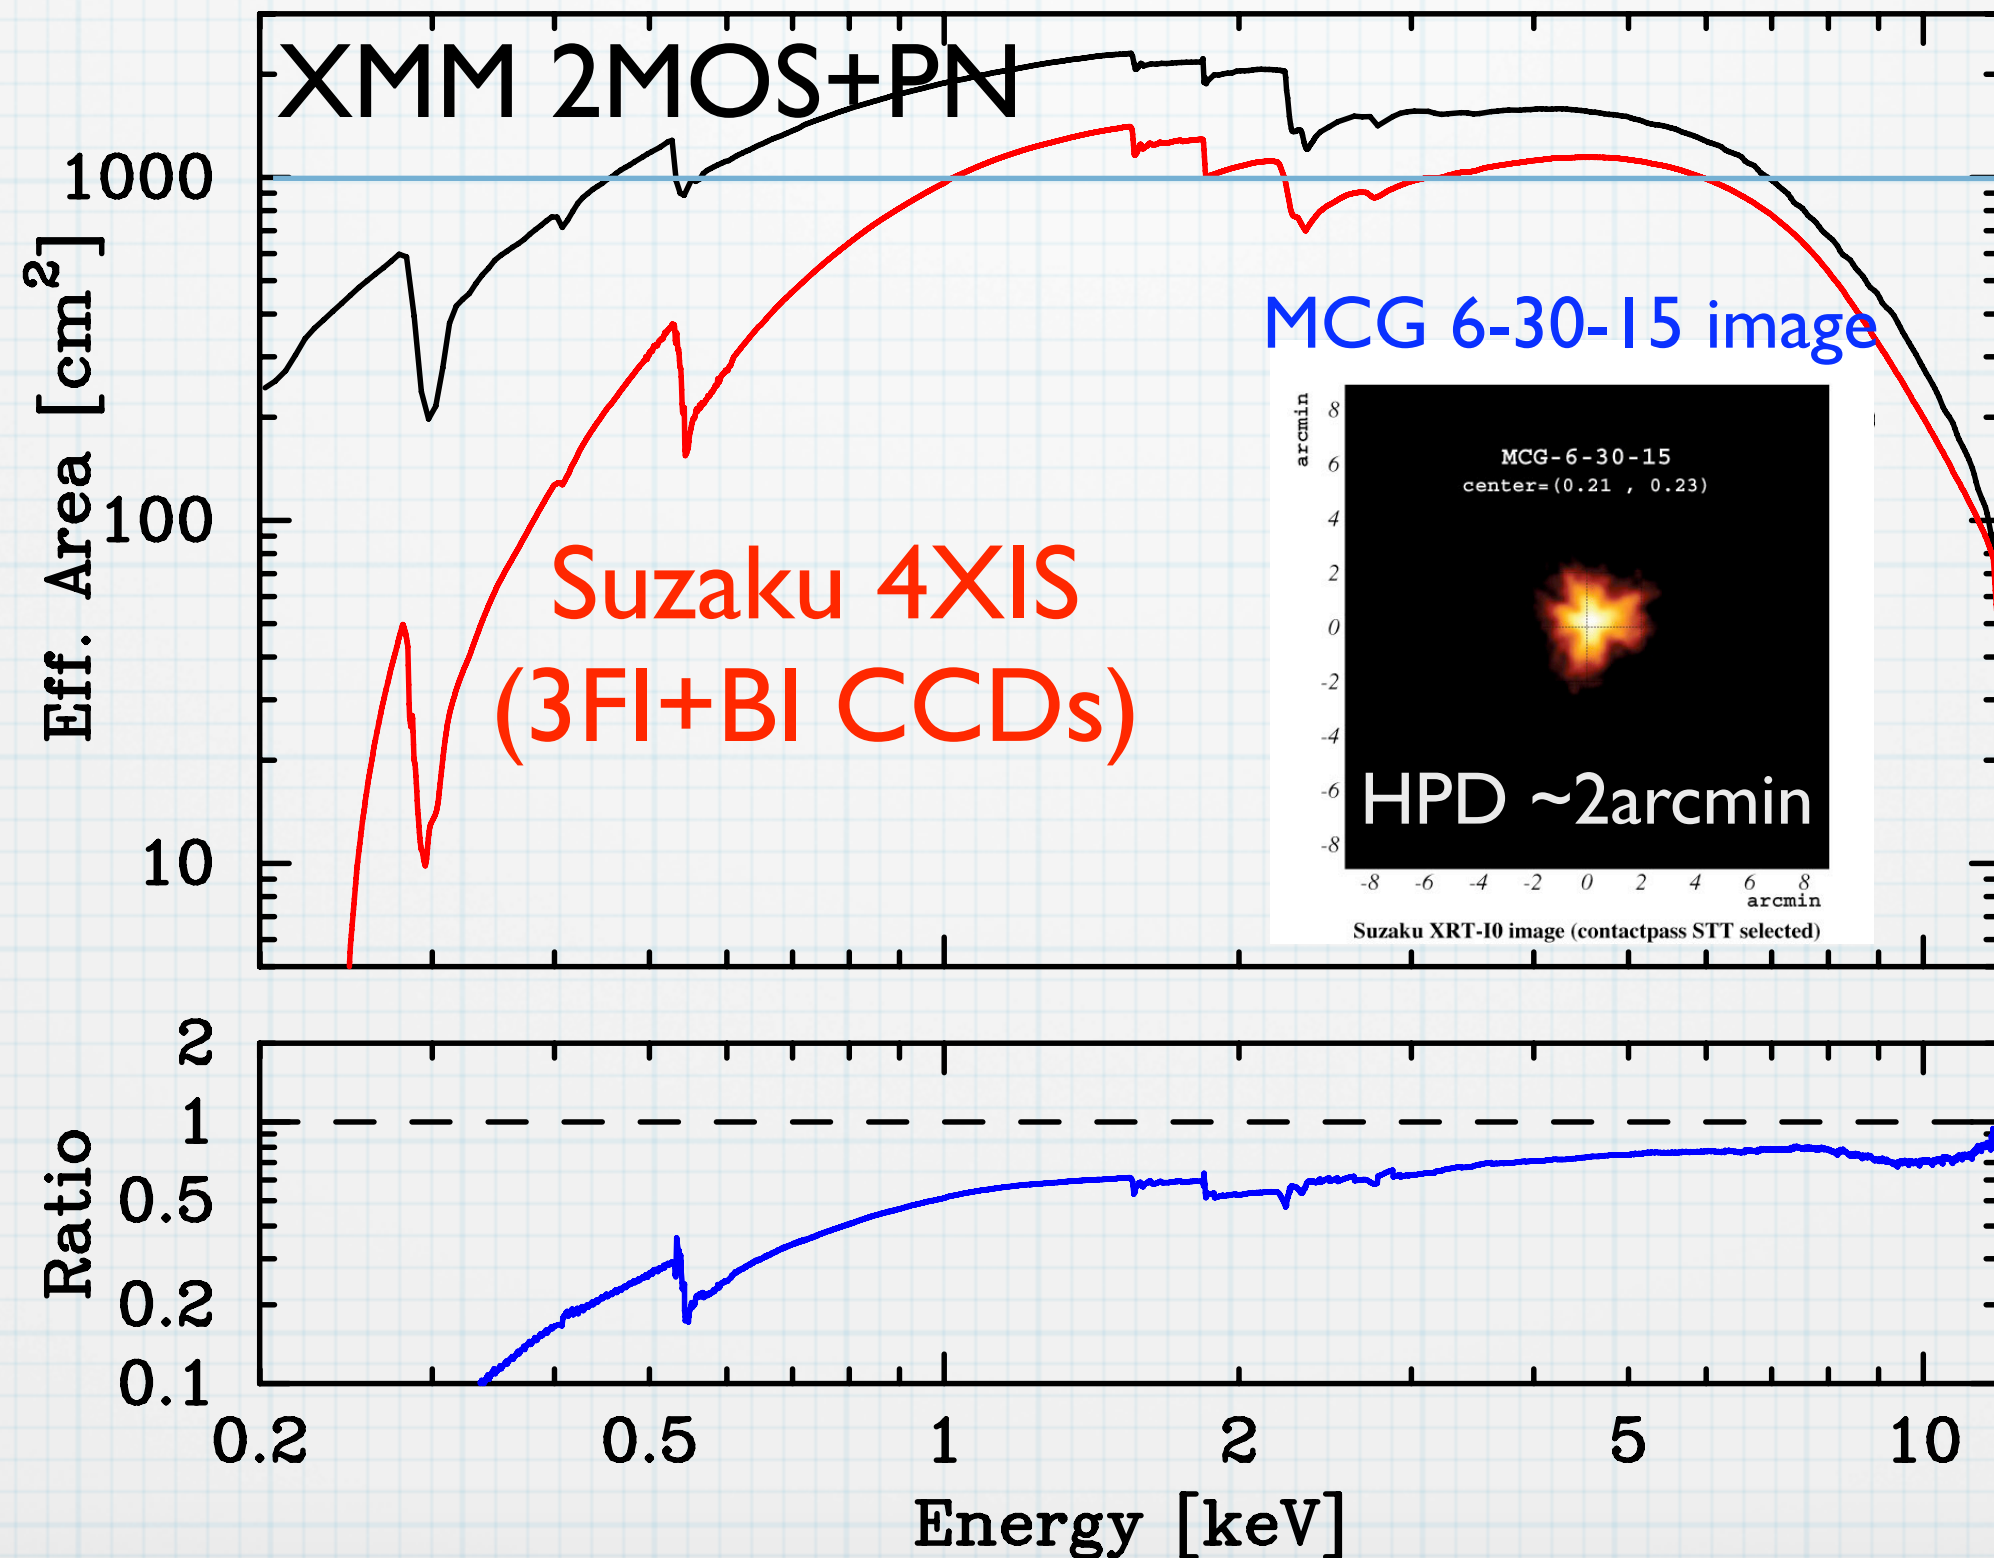 XMM 2MOS+PN
1000
100
10
Eff. Area [cm²]
Suzaku 4XIS
(3FI+BI CCDs)
MCG 6-30-15 image
arcmin
8
6
4
2
0
-2
-4
-6
-8
MCG-6-30-15
center=(0.21 , 0.23)
HPD ~2arcmin
-8 -6 -4 -2 0 2 4 6 8
arcmin
Suzaku XRT-I0 image (contactpass STT selected)
2
1
0.5
0.2
0.1
Ratio
0.2 0.5 1 2 5 10
Energy [keV]